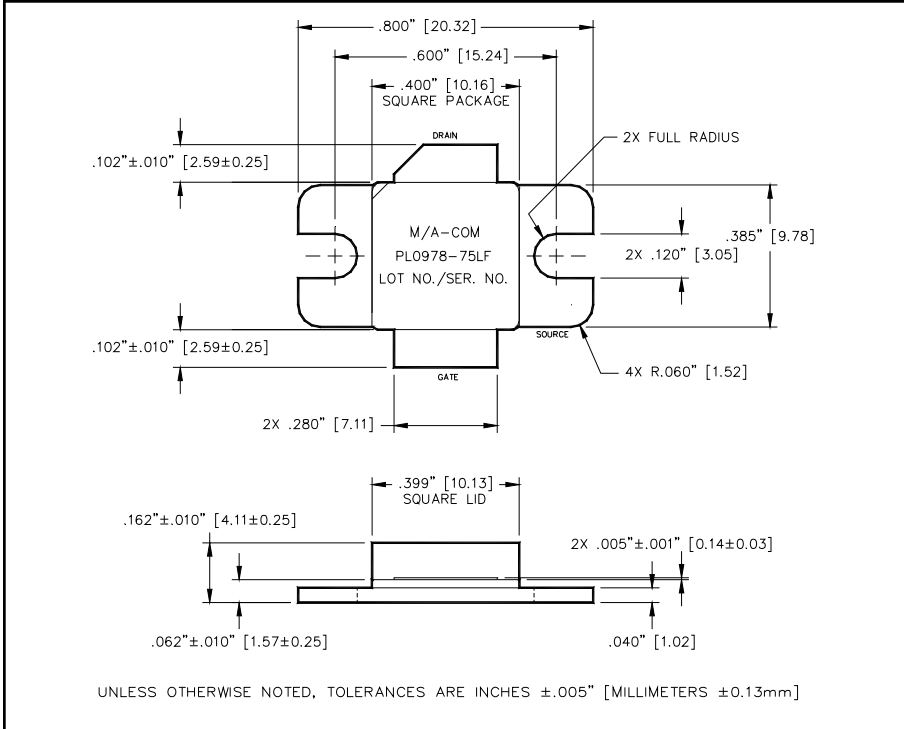 .800" [20.32]
.600" [15.24]
.400" [10.16]
SQUARE PACKAGE
DRAIN
2X FULL RADIUS
.102"±.010" [2.59±0.25]
M/A-COM
PL0978-75LF
LOT NO./SER. NO.
.385" [9.78]
2X .120" [3.05]
SOURCE
.102"±.010" [2.59±0.25]
GATE
4X R.060" [1.52]
2X .280" [7.11]
.399" [10.13]
SQUARE LID
.162"±.010" [4.11±0.25]
2X .005"±.001" [0.14±0.03]
.062"±.010" [1.57±0.25]
.040" [1.02]
UNLESS OTHERWISE NOTED, TOLERANCES ARE INCHES ±.005" [MILLIMETERS ±0.13mm]